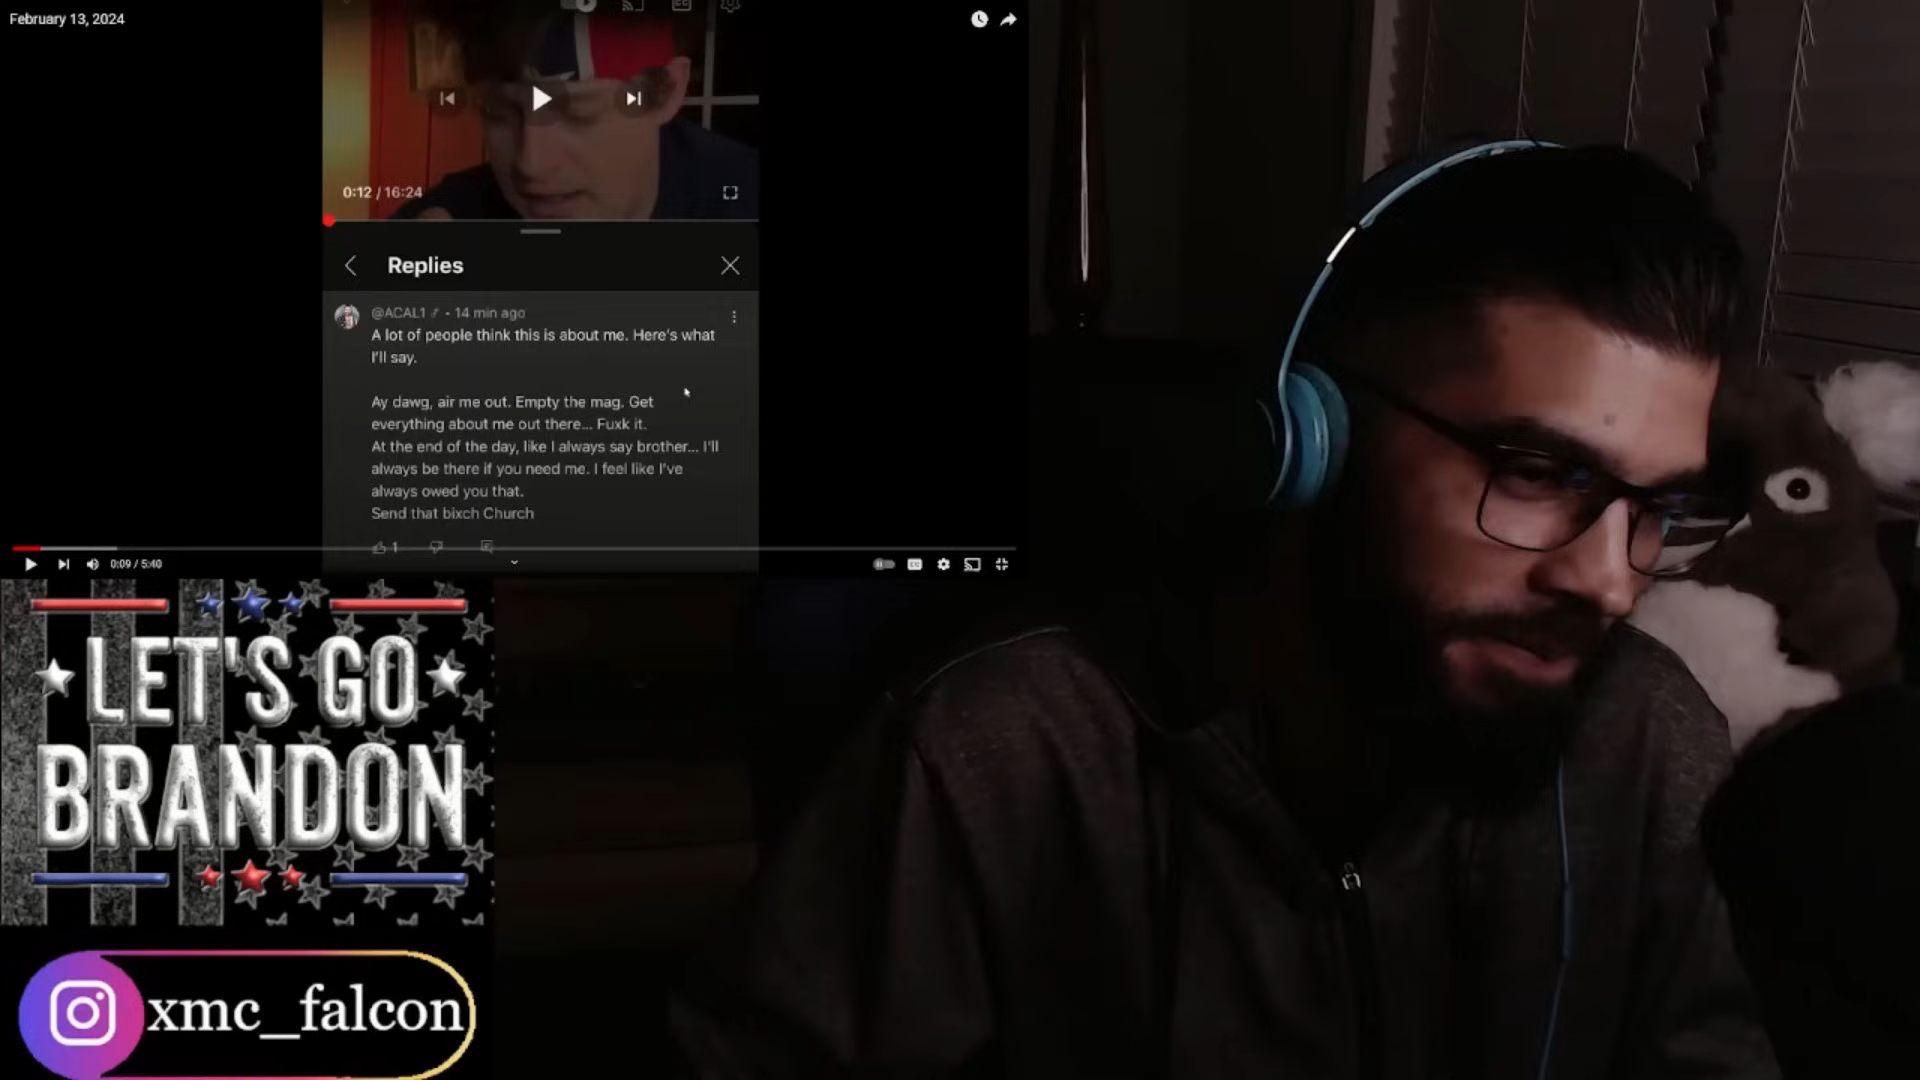 February 13, 2024
0:12 / 16:24
Replies
@ACAL1 · 14 min ago
A lot of people think this is about me. Here's what
I'll say.
Ay dawg, air me out. Empty the mag. Get
everything about me out there... Fuxk it.
At the end of the day, like I always say brother... I'll
always be there if you need me. I feel like I've
always owed you that.
Send that bixch Church
1
0:09 / 5:40
LET'S GO
BRANDON
xmc_falcon